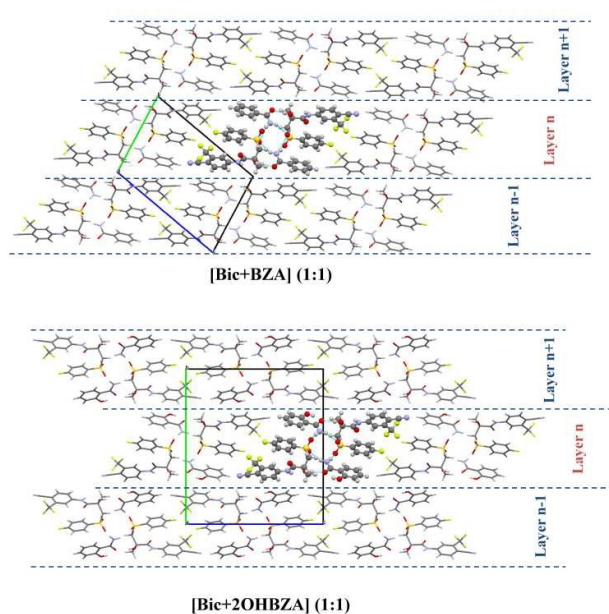 Layer n+1
Layer n
Layer n-1
[Bic+BZA] (1:1)
Layer n+1
Layer n
Layer n-1
[Bic+2OHBZA] (1:1)